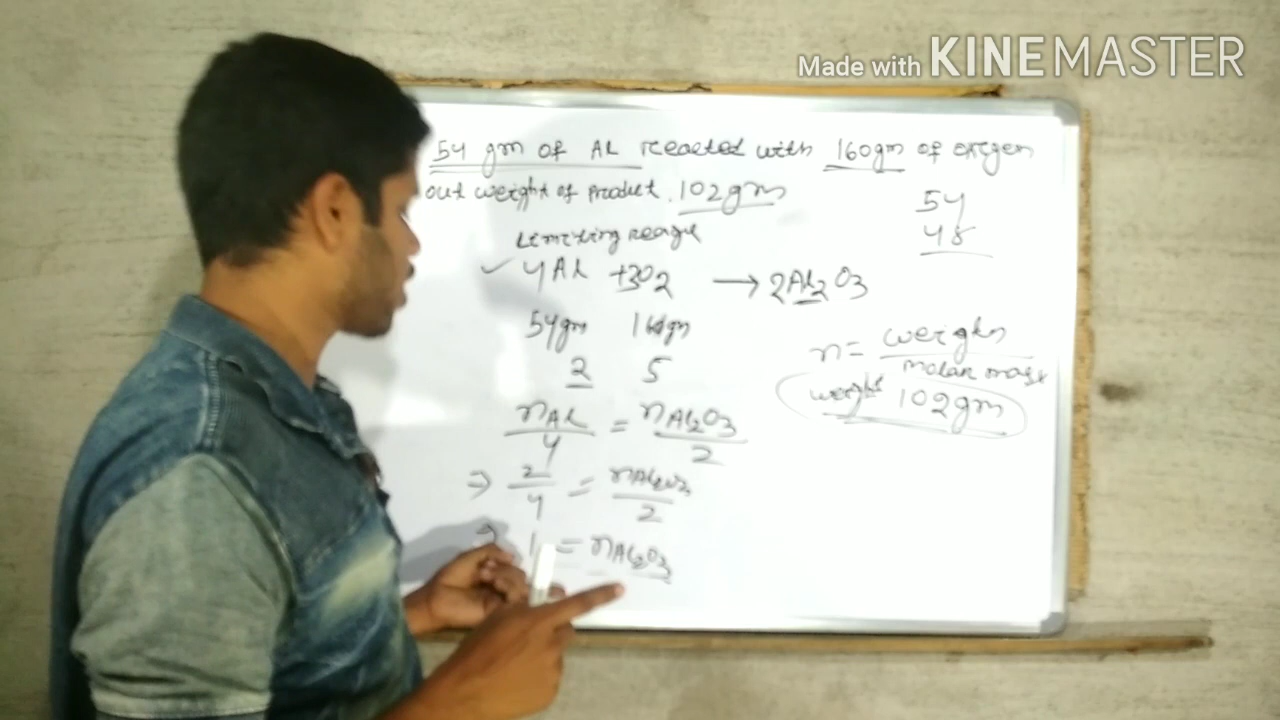 Made with KINEMASTER
54 gm of Al reacted with 160gm of oxygen
out weight of product. 102gm
54
48
Limiting
4Al + 3O2 → 2Al2O3
54gm 160gm
2 5
n = weight
molar mass
weight 102gm
nAl = nAl2O3
4 2
⇒ 2 = nAl2O3
4 2
⇒ 1 = nAl2O3